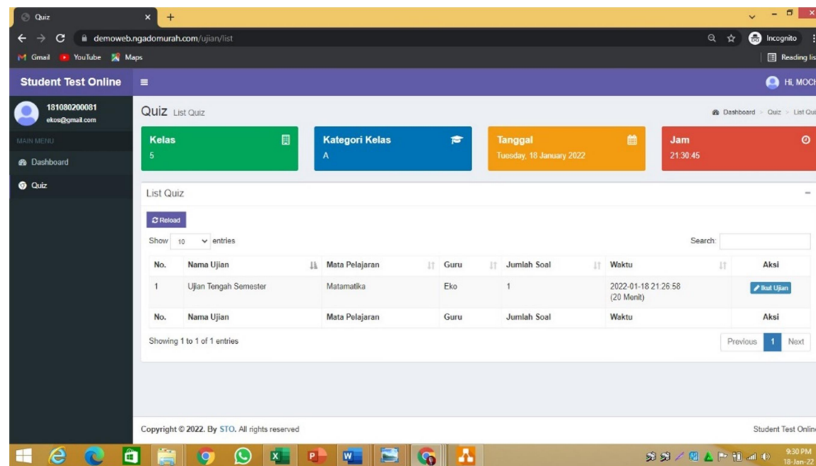 Quiz
demoweb.ngadomurah.com/ujian/list
Incognito
Gmail YouTube Maps
Reading lis
Student Test Online
Hi, MOCH
181080200081
ekos@gmail.com
MAIN MENU
Dashboard
Quiz
Quiz List Quiz
Dashboard > Quiz > List Qui
Kelas
5
Kategori Kelas
A
Tanggal
Tuesday, 18 January 2022
Jam
21:30:45
List Quiz
Reload
Show 10 entries
Search:
No. Nama Ujian Mata Pelajaran Guru Jumlah Soal Waktu Aksi
1 Ujian Tengah Semester Matamatika Eko 1 2022-01-18 21:26:58 Ikut Ujian
(20 Menit)
No. Nama Ujian Mata Pelajaran Guru Jumlah Soal Waktu Aksi
Showing 1 to 1 of 1 entries
Previous 1 Next
Copyright © 2022. By STO. All rights reserved
Student Test Online
9:30 PM
18-Jan-22